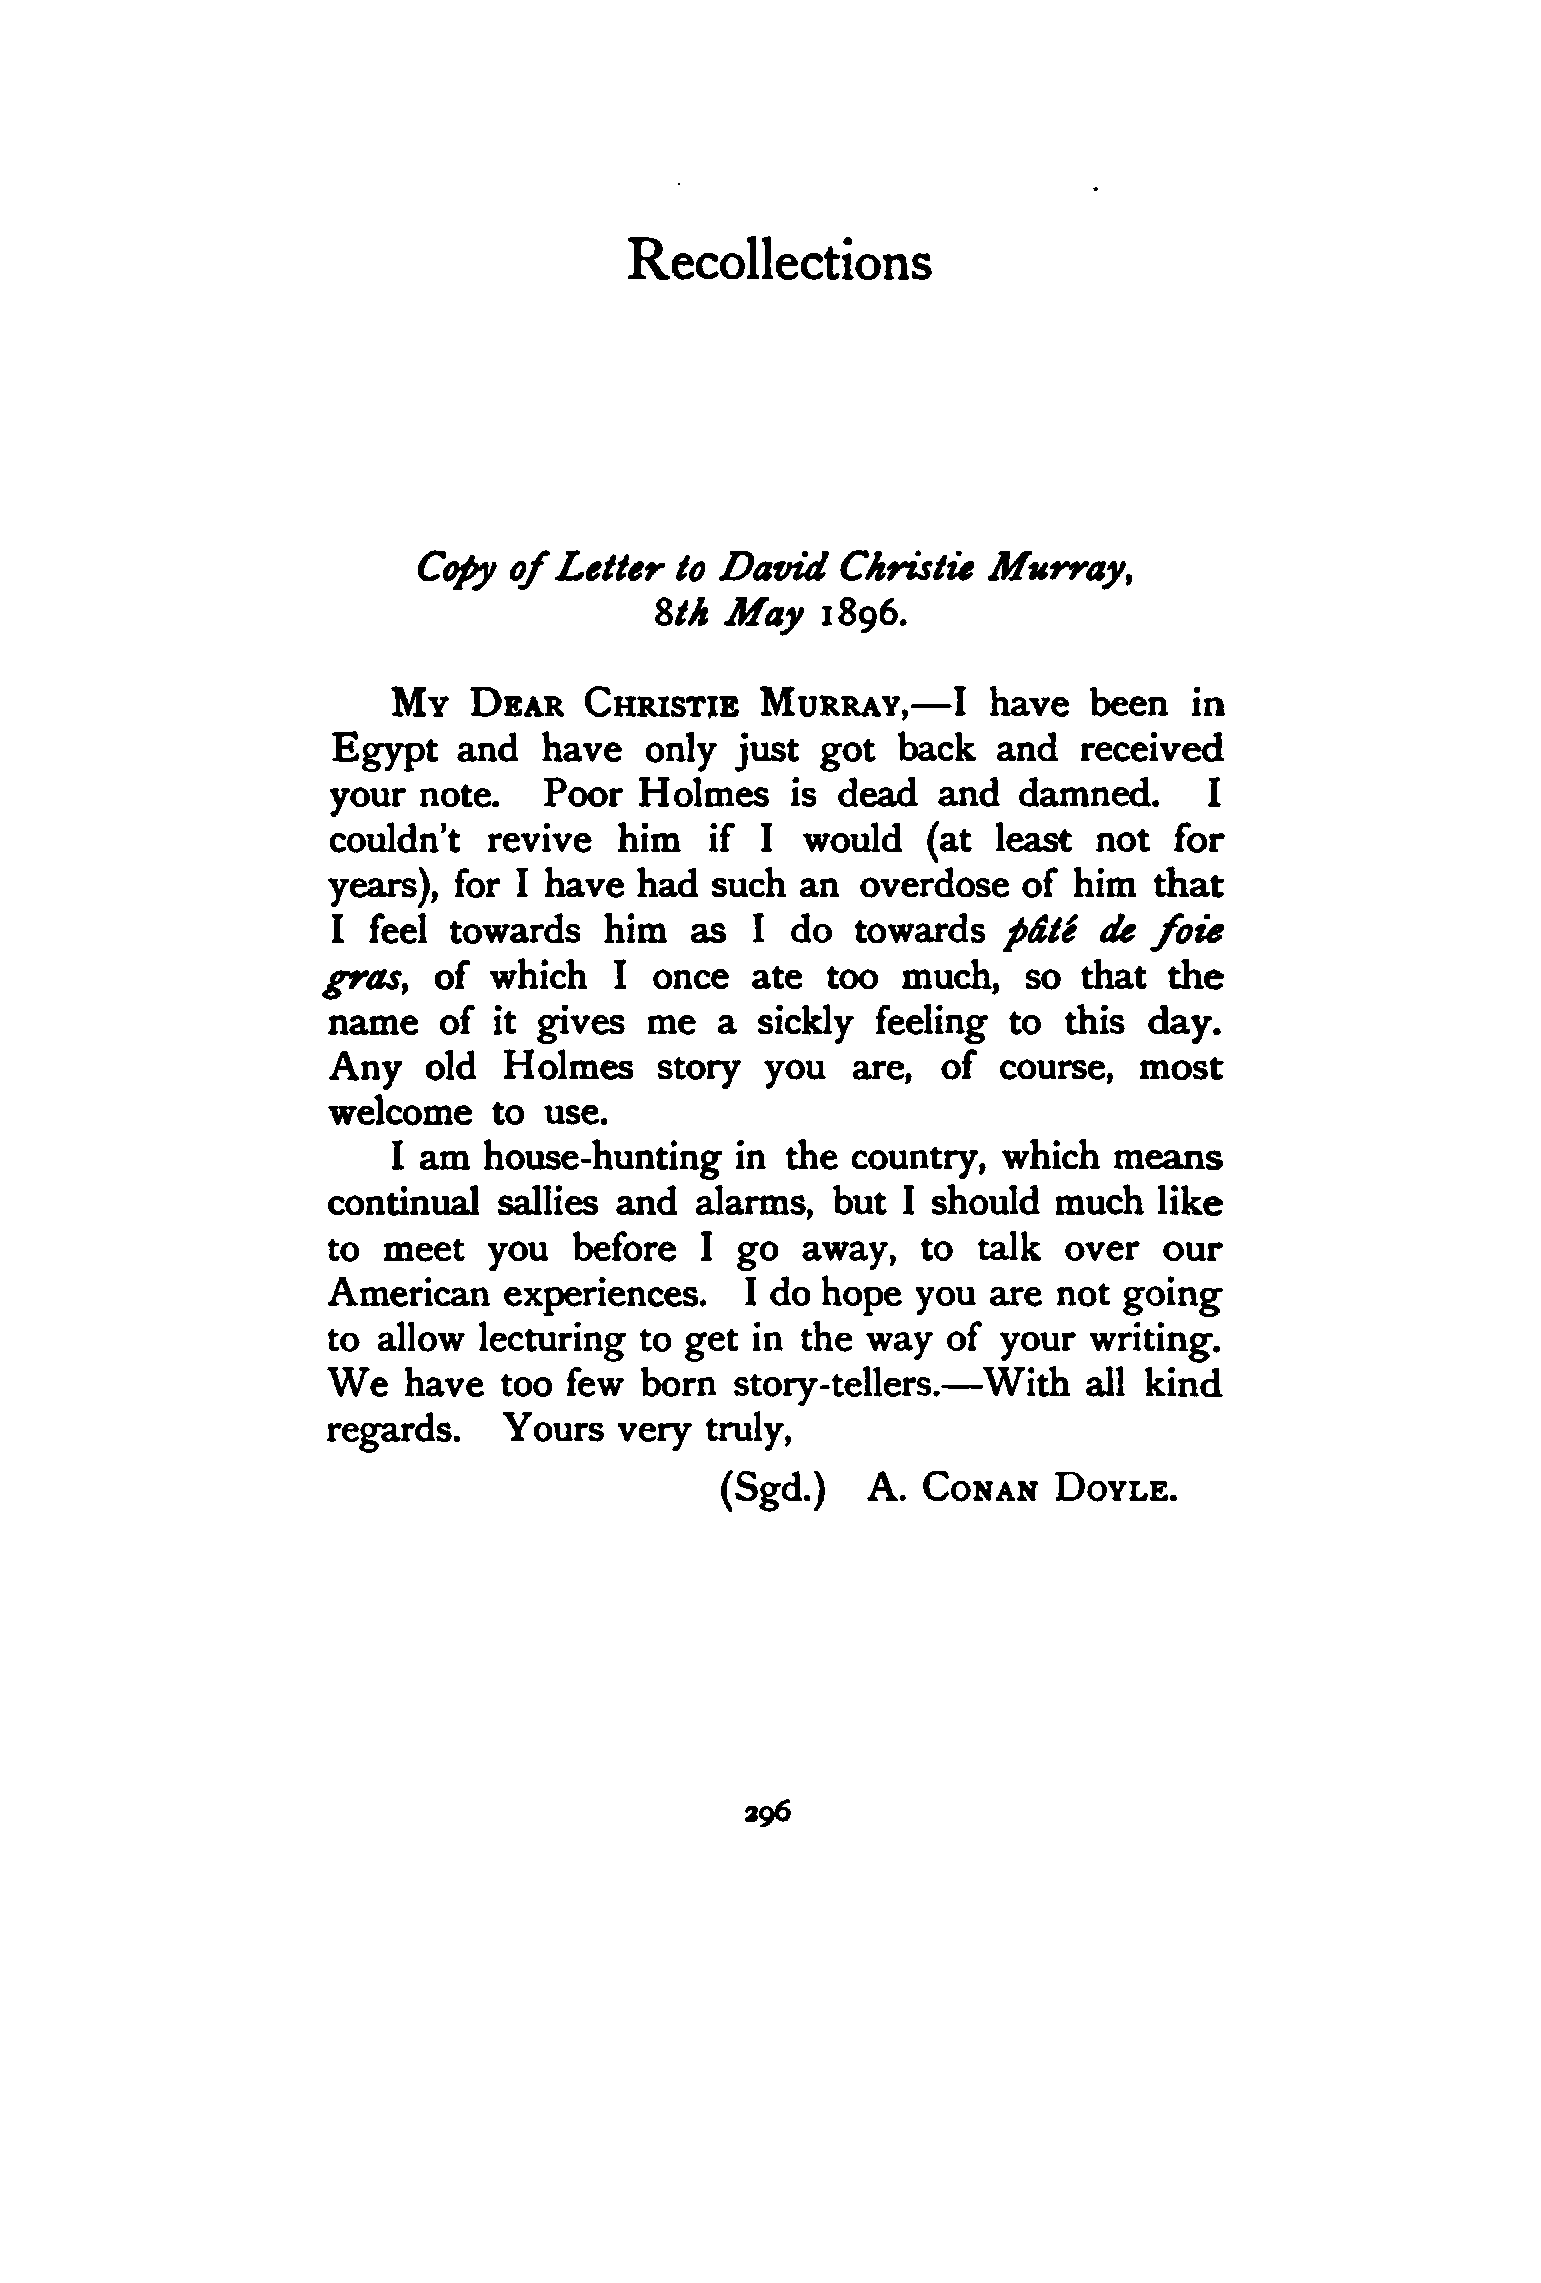 Recollections
Copy of Letter to David Christie Murray,
8th May 1896.
My Dear Christie Murray,—I have been in
Egypt and have only just got back and received
your note. Poor Holmes is dead and damned. I
couldn't revive him if I would (at least not for
years), for I have had such an overdose of him that
I feel towards him as I do towards pâté de foie
gras, of which I once ate too much, so that the
name of it gives me a sickly feeling to this day.
Any old Holmes story you are, of course, most
welcome to use.
I am house-hunting in the country, which means
continual sallies and alarms, but I should much like
to meet you before I go away, to talk over our
American experiences. I do hope you are not going
to allow lecturing to get in the way of your writing.
We have too few born story-tellers.—With all kind
regards. Yours very truly,
(Sgd.) A. Conan Doyle.
296